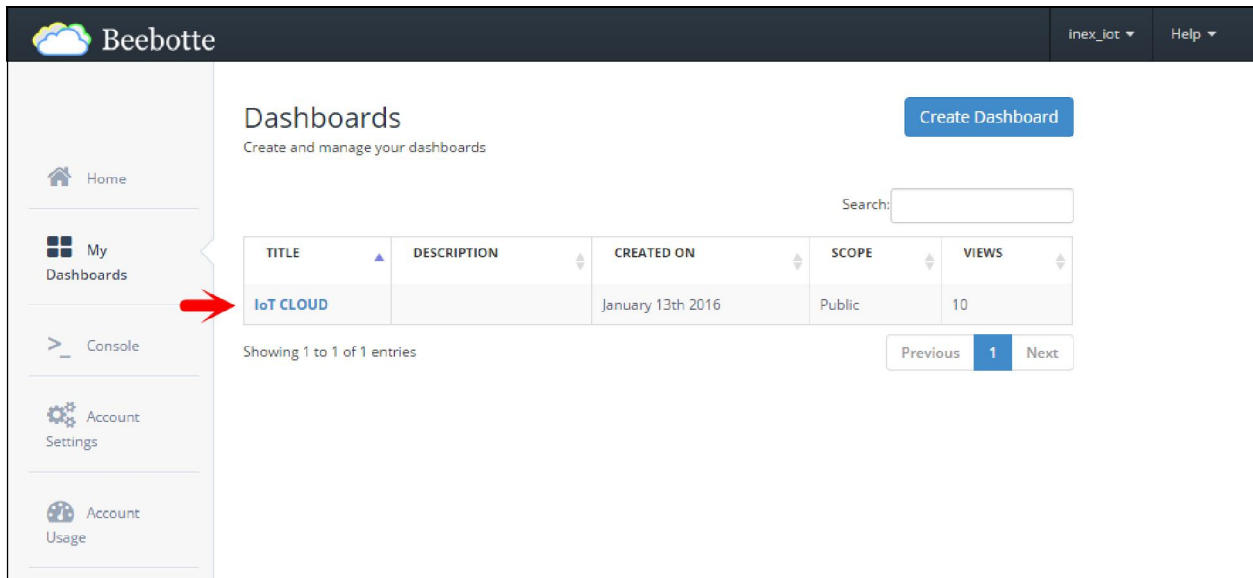 Beebotte
inex_iot
Help
Dashboards
Create Dashboard
Create and manage your dashboards
Home
Search:
My
Dashboards
TITLE DESCRIPTION CREATED ON SCOPE VIEWS
IoT CLOUD January 13th 2016 Public 10
>_ Console
Showing 1 to 1 of 1 entries
Previous 1 Next
Account
Settings
Account
Usage